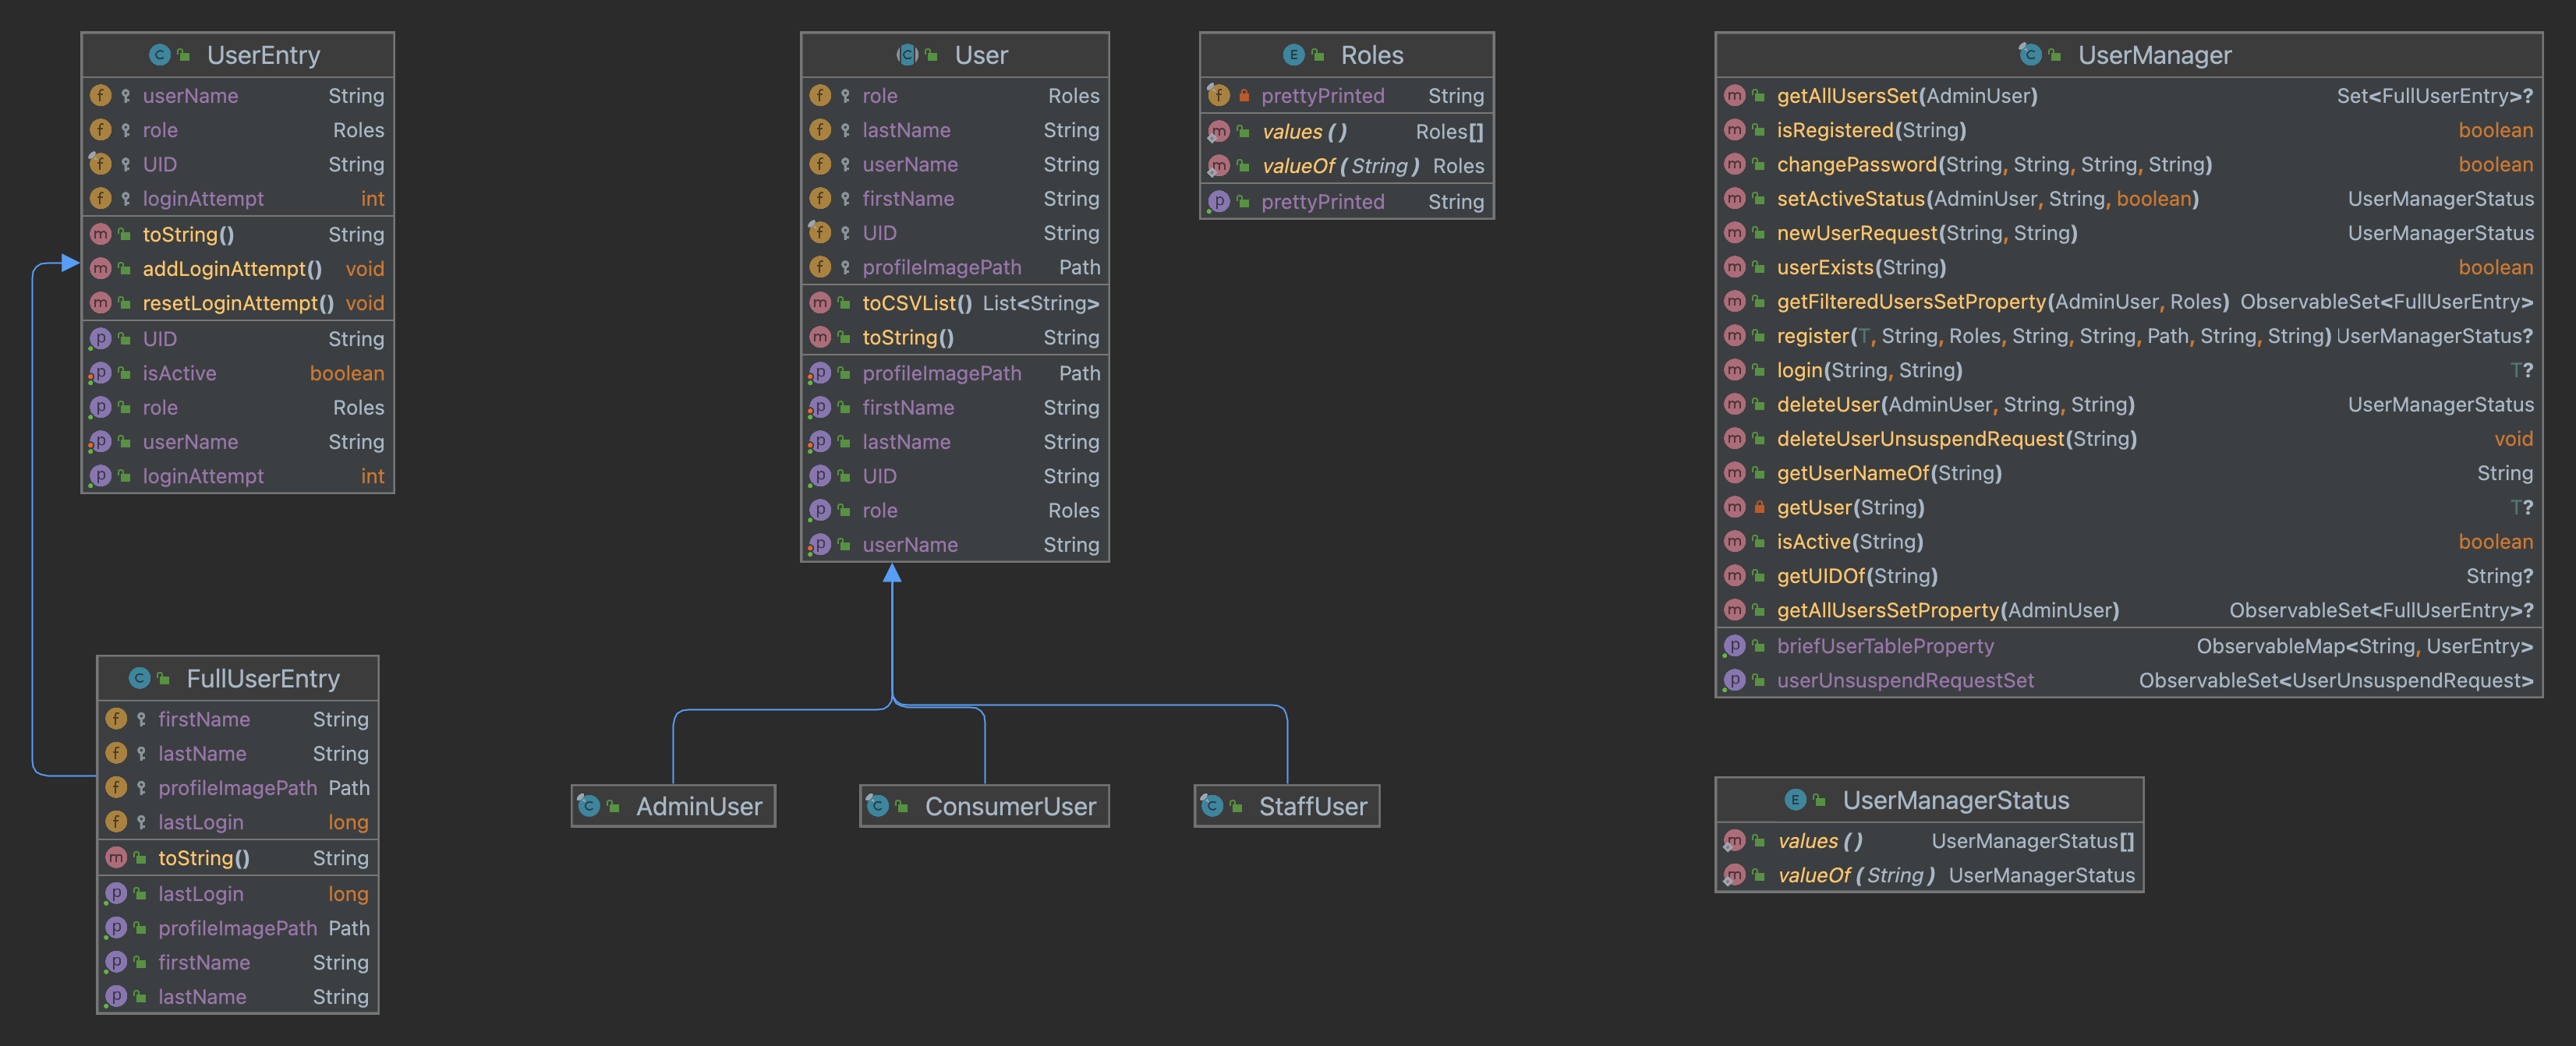 UserEntry
userName String
role Roles
UID String
loginAttempt int
toString() String
addLoginAttempt() void
resetLoginAttempt() void
UID String
isActive boolean
role Roles
userName String
loginAttempt int
FullUserEntry
firstName String
lastName String
profileImagePath Path
lastLogin long
toString() String
lastLogin long
profileImagePath Path
firstName String
lastName String
User
role Roles
lastName String
userName String
firstName String
UID String
profileImagePath Path
toCSVList() List<String>
toString() String
profileImagePath Path
firstName String
lastName String
UID String
role Roles
userName String
AdminUser
ConsumerUser
StaffUser
Roles
prettyPrinted String
values() Roles[]
valueOf(String) Roles
prettyPrinted String
UserManager
getAllUsersSet(AdminUser) Set<FullUserEntry>?
isRegistered(String) boolean
changePassword(String, String, String, String) boolean
setActiveStatus(AdminUser, String, boolean) UserManagerStatus
newUserRequest(String, String) UserManagerStatus
userExists(String) boolean
getFilteredUsersSetProperty(AdminUser, Roles) ObservableSet<FullUserEntry>
register(T, String, Roles, String, String, Path, String, String) UserManagerStatus?
login(String, String) T?
deleteUser(AdminUser, String, String) UserManagerStatus
deleteUserUnsuspendRequest(String) void
getUserNameOf(String) String
getUser(String) T?
isActive(String) boolean
getUIDOf(String) String?
getAllUsersSetProperty(AdminUser) ObservableSet<FullUserEntry>?
briefUserTableProperty ObservableMap<String, UserEntry>
userUnsuspendRequestSet ObservableSet<UserUnsuspendRequest>
UserManagerStatus
values() UserManagerStatus[]
valueOf(String) UserManagerStatus